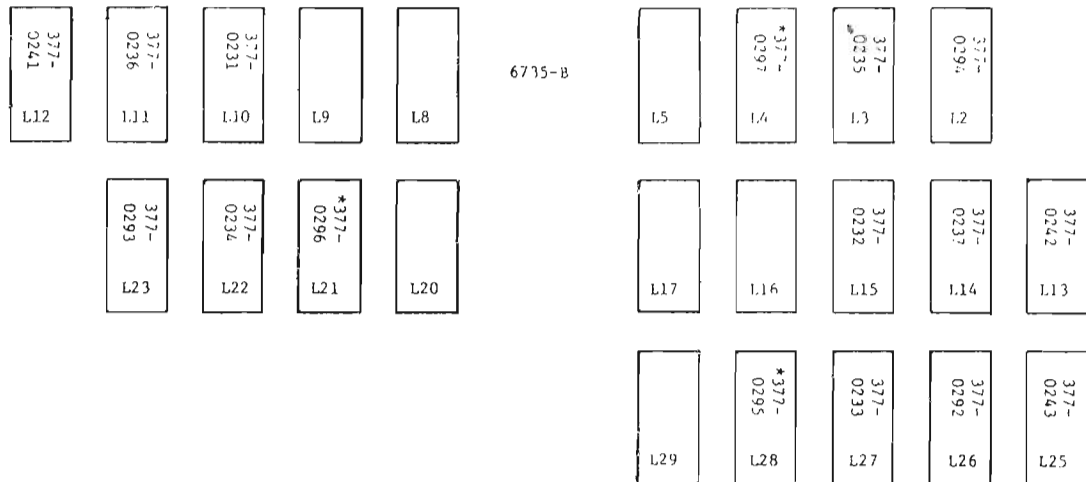 377-
0241
L12
377-
0236
L11
377-
0231
L10
L9
L8
6735-B
L5
*377-
0297
L4
377-
0235
L3
377-
0294
L2
377-
0293
L23
377-
0234
L22
*377-
0296
L21
L20
L17
L16
377-
0232
L15
377-
0237
L14
377-
0242
L13
L29
*377-
0295
L28
377-
0233
L27
377-
0292
L26
377-
0243
L25